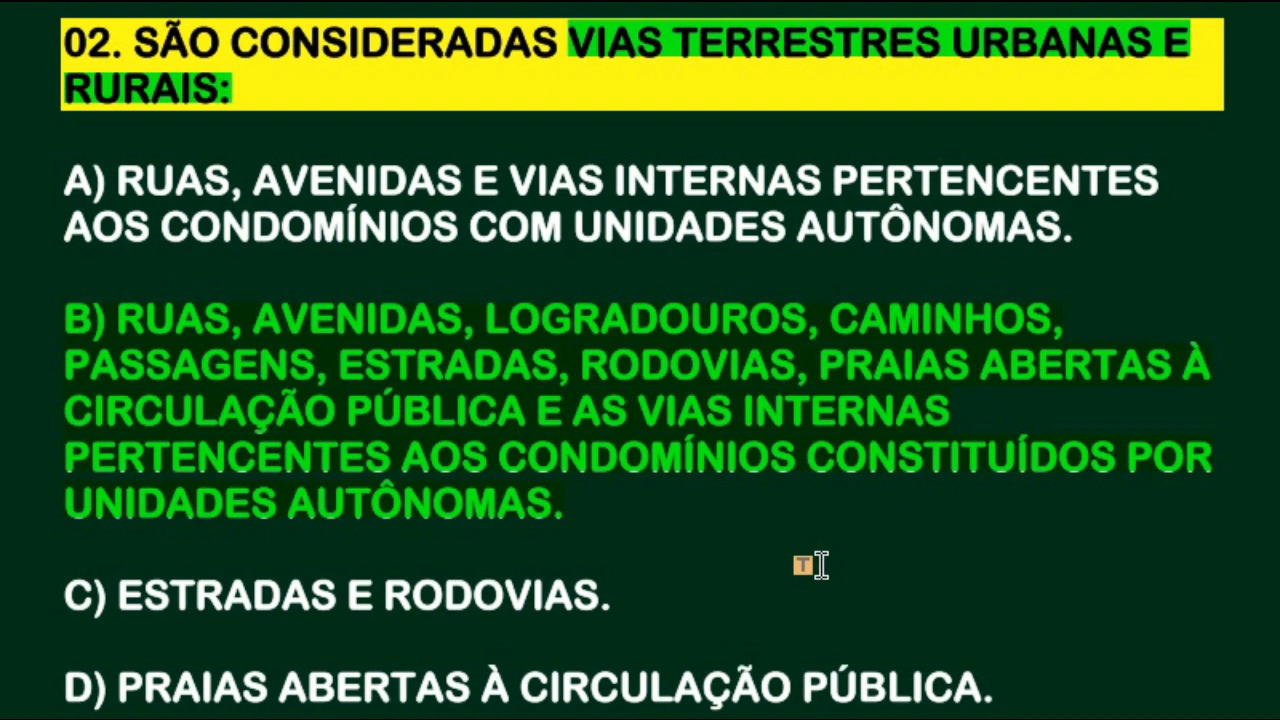 02. SÃO CONSIDERADAS VIAS TERRESTRES URBANAS E
RURAIS:
A) RUAS, AVENIDAS E VIAS INTERNAS PERTENCENTES
AOS CONDOMÍNIOS COM UNIDADES AUTÔNOMAS.
B) RUAS, AVENIDAS, LOGRADOUROS, CAMINHOS,
PASSAGENS, ESTRADAS, RODOVIAS, PRAIAS ABERTAS À
CIRCULAÇÃO PÚBLICA E AS VIAS INTERNAS
PERTENCENTES AOS CONDOMÍNIOS CONSTITUÍDOS POR
UNIDADES AUTÔNOMAS.
T
C) ESTRADAS E RODOVIAS.
D) PRAIAS ABERTAS À CIRCULAÇÃO PÚBLICA.